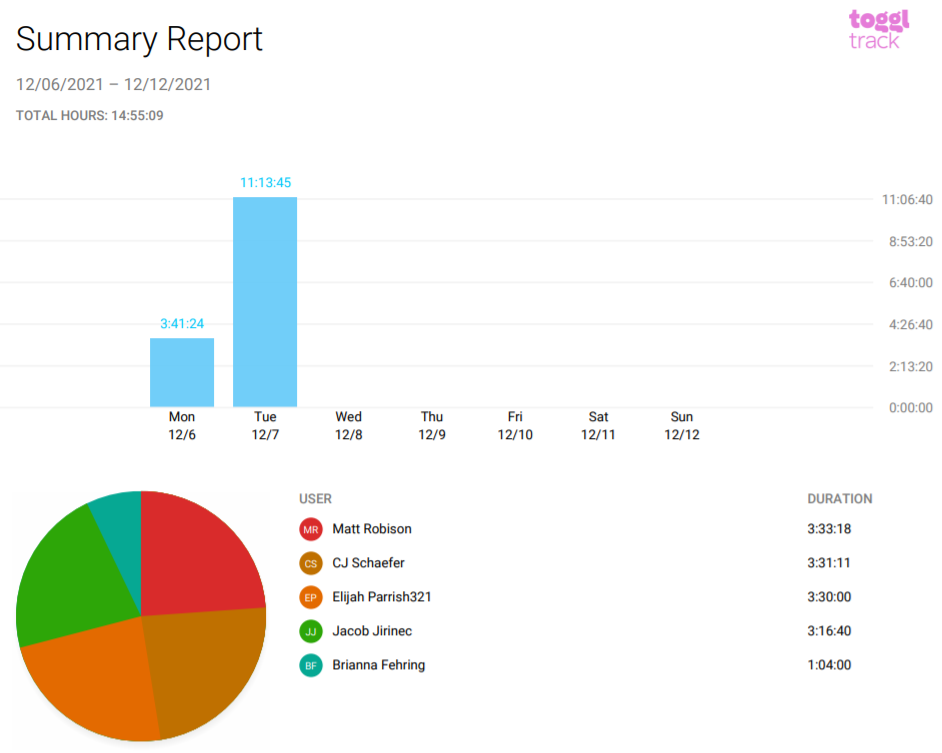 Summary Report
toggl
track
12/06/2021 – 12/12/2021
TOTAL HOURS: 14:55:09
11:13:45
11:06:40
8:53:20
6:40:00
3:41:24
4:26:40
2:13:20
0:00:00
Mon Tue Wed Thu Fri Sat Sun
12/6 12/7 12/8 12/9 12/10 12/11 12/12
USER DURATION
MR Matt Robison 3:33:18
CS CJ Schaefer 3:31:11
EP Elijah Parrish321 3:30:00
JJ Jacob Jirinec 3:16:40
BF Brianna Fehring 1:04:00